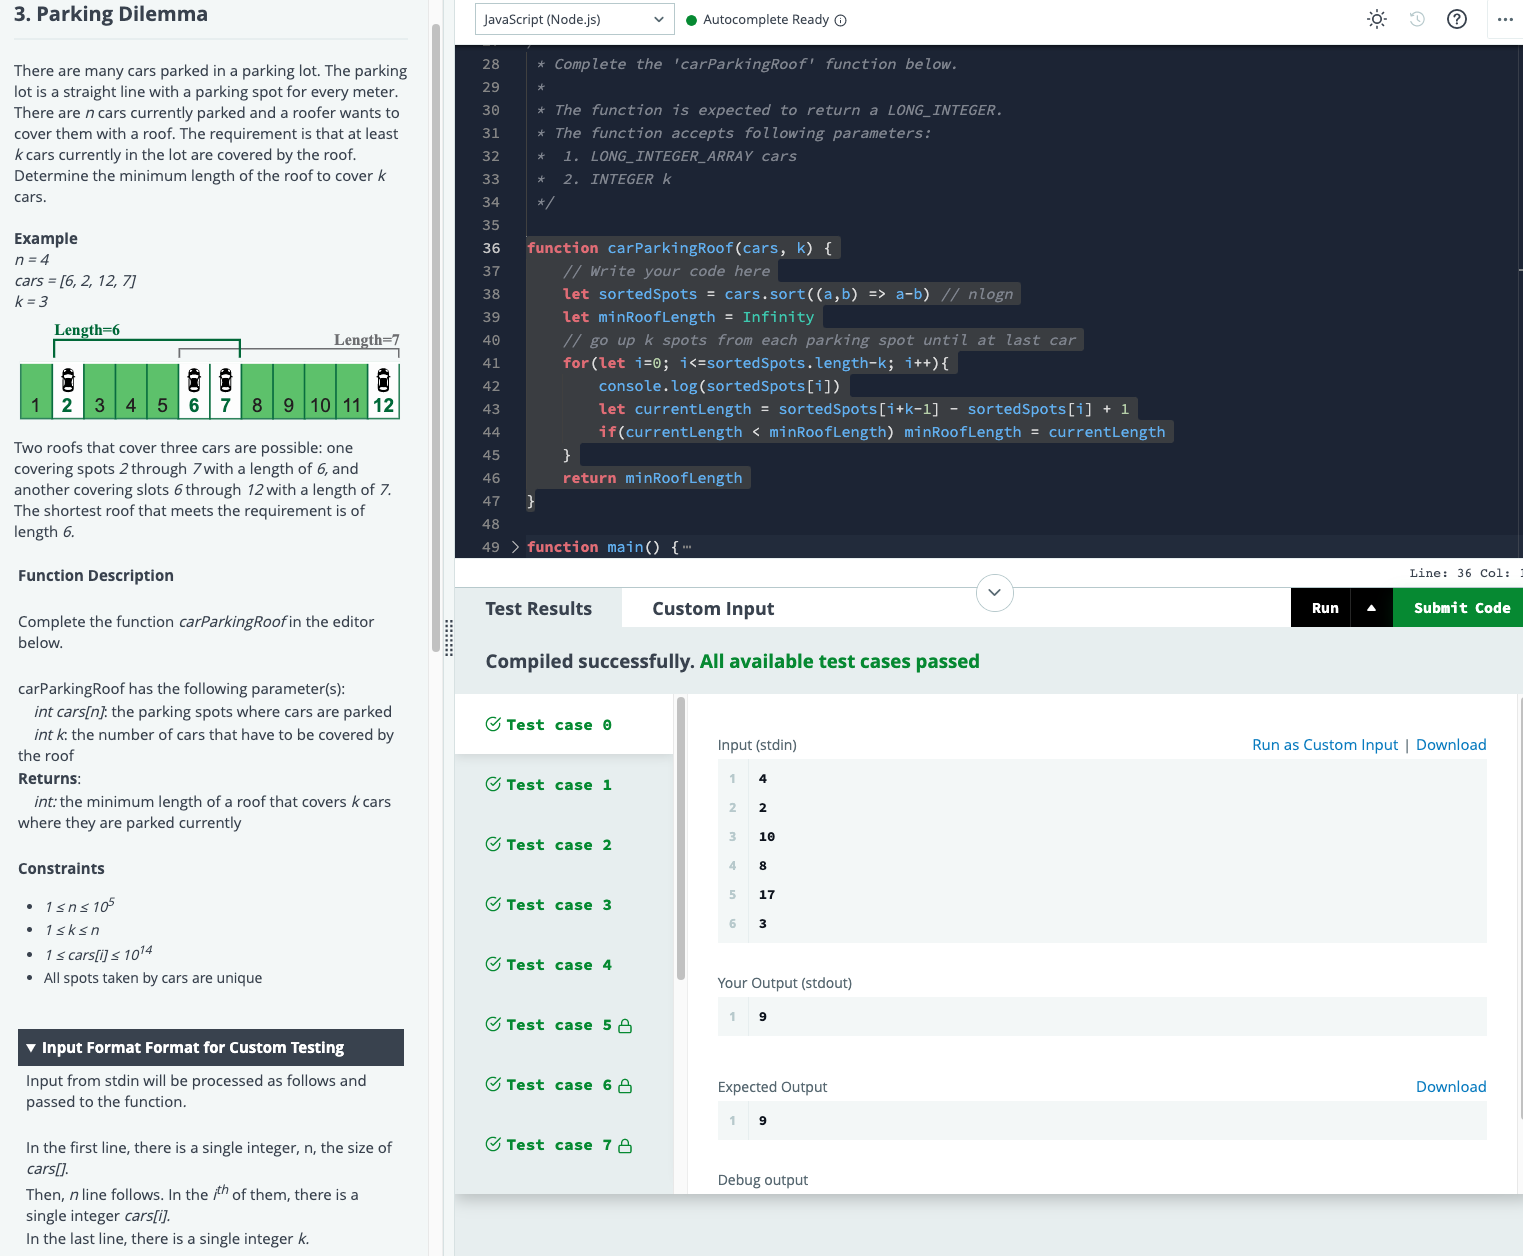 3. Parking Dilemma
There are many cars parked in a parking lot. The parking
lot is a straight line with a parking spot for every meter.
There are n cars currently parked and a roofer wants to
cover them with a roof. The requirement is that at least
k cars currently in the lot are covered by the roof.
Determine the minimum length of the roof to cover k
cars.
Example
n = 4
cars = [6, 2, 12, 7]
k = 3
Length=6
Length=7
1 2 3 4 5 6 7 8 9 10 11 12
Two roofs that cover three cars are possible: one
covering spots 2 through 7 with a length of 6, and
another covering slots 6 through 12 with a length of 7.
The shortest roof that meets the requirement is of
length 6.
Function Description
Complete the function carParkingRoof in the editor
below.
carParkingRoof has the following parameter(s):
int cars[n]: the parking spots where cars are parked
int k: the number of cars that have to be covered by
the roof
Returns:
int: the minimum length of a roof that covers k cars
where they are parked currently
Constraints
• 1 ≤ n ≤ 10^5
• 1 ≤ k ≤ n
• 1 ≤ cars[i] ≤ 10^14
• All spots taken by cars are unique
▼ Input Format Format for Custom Testing
Input from stdin will be processed as follows and
passed to the function.
In the first line, there is a single integer, n, the size of
cars[].
Then, n line follows. In the i^th of them, there is a
single integer cars[i].
In the last line, there is a single integer k.
JavaScript (Node.js)
Autocomplete Ready
28 * Complete the 'carParkingRoof' function below.
29 *
30 * The function is expected to return a LONG_INTEGER.
31 * The function accepts following parameters:
32 * 1. LONG_INTEGER_ARRAY cars
33 * 2. INTEGER k
34 */
35
36 function carParkingRoof(cars, k) {
37 // Write your code here
38 let sortedSpots = cars.sort((a,b) => a-b) // nlogn
39 let minRoofLength = Infinity
40 // go up k spots from each parking spot until at last car
41 for(let i=0; i<=sortedSpots.length-k; i++){
42 console.log(sortedSpots[i])
43 let currentLength = sortedSpots[i+k-1] - sortedSpots[i] + 1
44 if(currentLength < minRoofLength) minRoofLength = currentLength
45 }
46 return minRoofLength
47 }
48
49 > function main() {⋯
Line: 36 Col:
Test Results
Custom Input
Run
▲
Submit Code
Compiled successfully. All available test cases passed
Test case 0
Test case 1
Test case 2
Test case 3
Test case 4
Test case 5
Test case 6
Test case 7
Input (stdin)
Run as Custom Input | Download
1 4
2 2
3 10
4 8
5 17
6 3
Your Output (stdout)
1 9
Expected Output
Download
1 9
Debug output